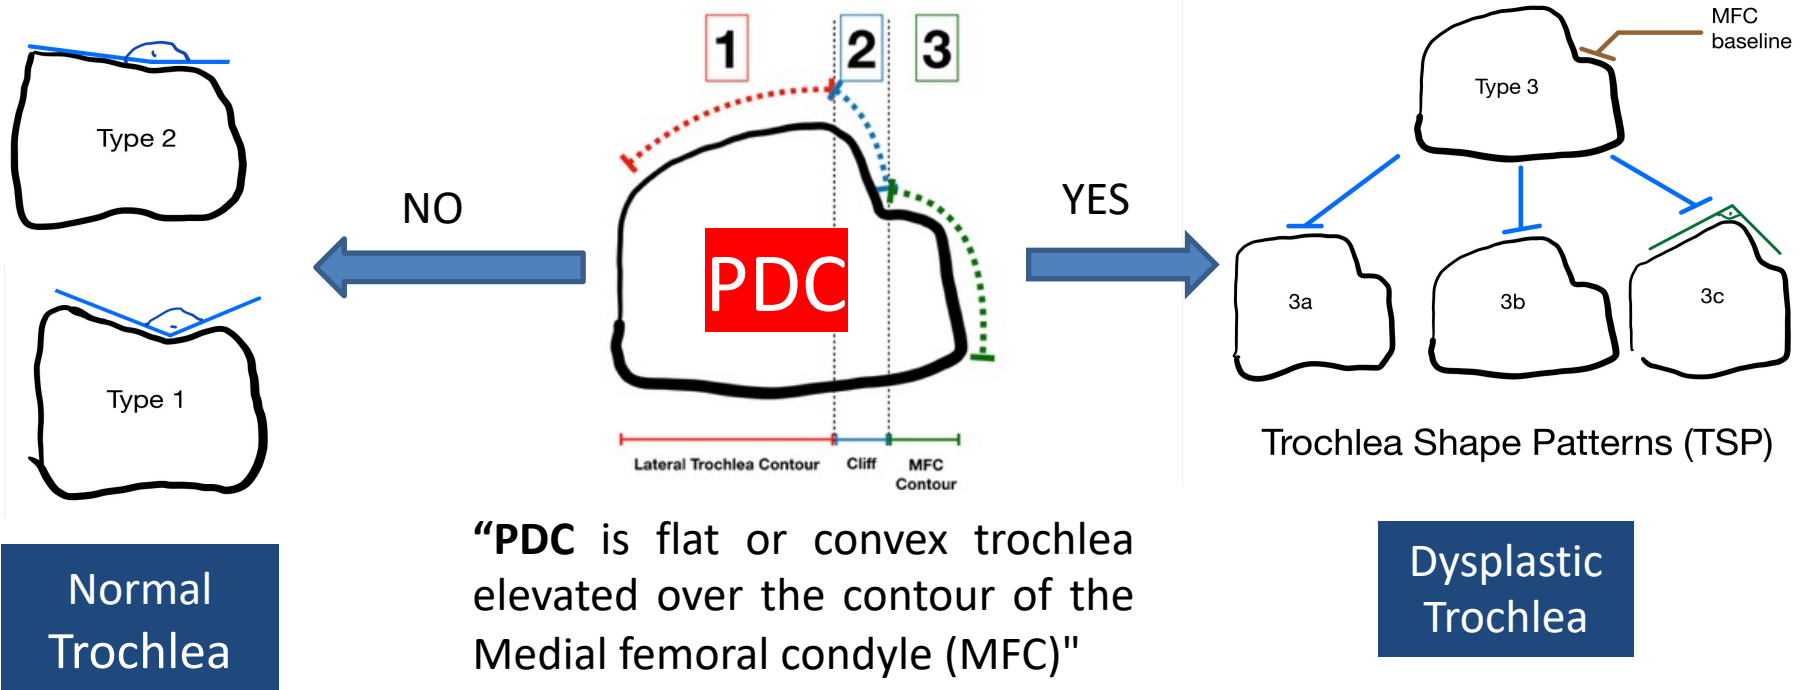 Type 2
Type 1
Normal
Trochlea
NO
1 2 3
PDC
Lateral Trochlea Contour
Cliff
MFC
Contour
“PDC is flat or convex trochlea
elevated over the contour of the
Medial femoral condyle (MFC)"
YES
MFC
baseline
Type 3
3a
3b
3c
Trochlea Shape Patterns (TSP)
Dysplastic
Trochlea